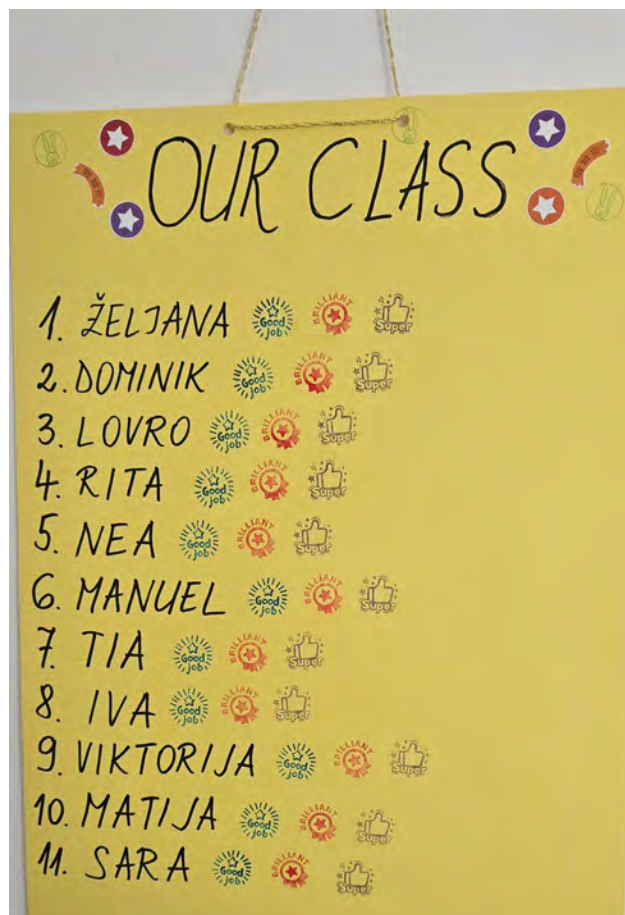 OUR CLASS
1. ŽELJANA Good job BRILLIANT Super
2. DOMINIK Good job BRILLIANT Super
3. LOVRO Good job BRILLIANT Super
4. RITA Good job BRILLIANT Super
5. NEA Good job BRILLIANT Super
6. MANUEL Good job BRILLIANT Super
7. TIA Good job BRILLIANT Super
8. IVA Good job BRILLIANT Super
9. VIKTORIJA Good job BRILLIANT Super
10. MATIJA Good job BRILLIANT Super
11. SARA Good job BRILLIANT Super